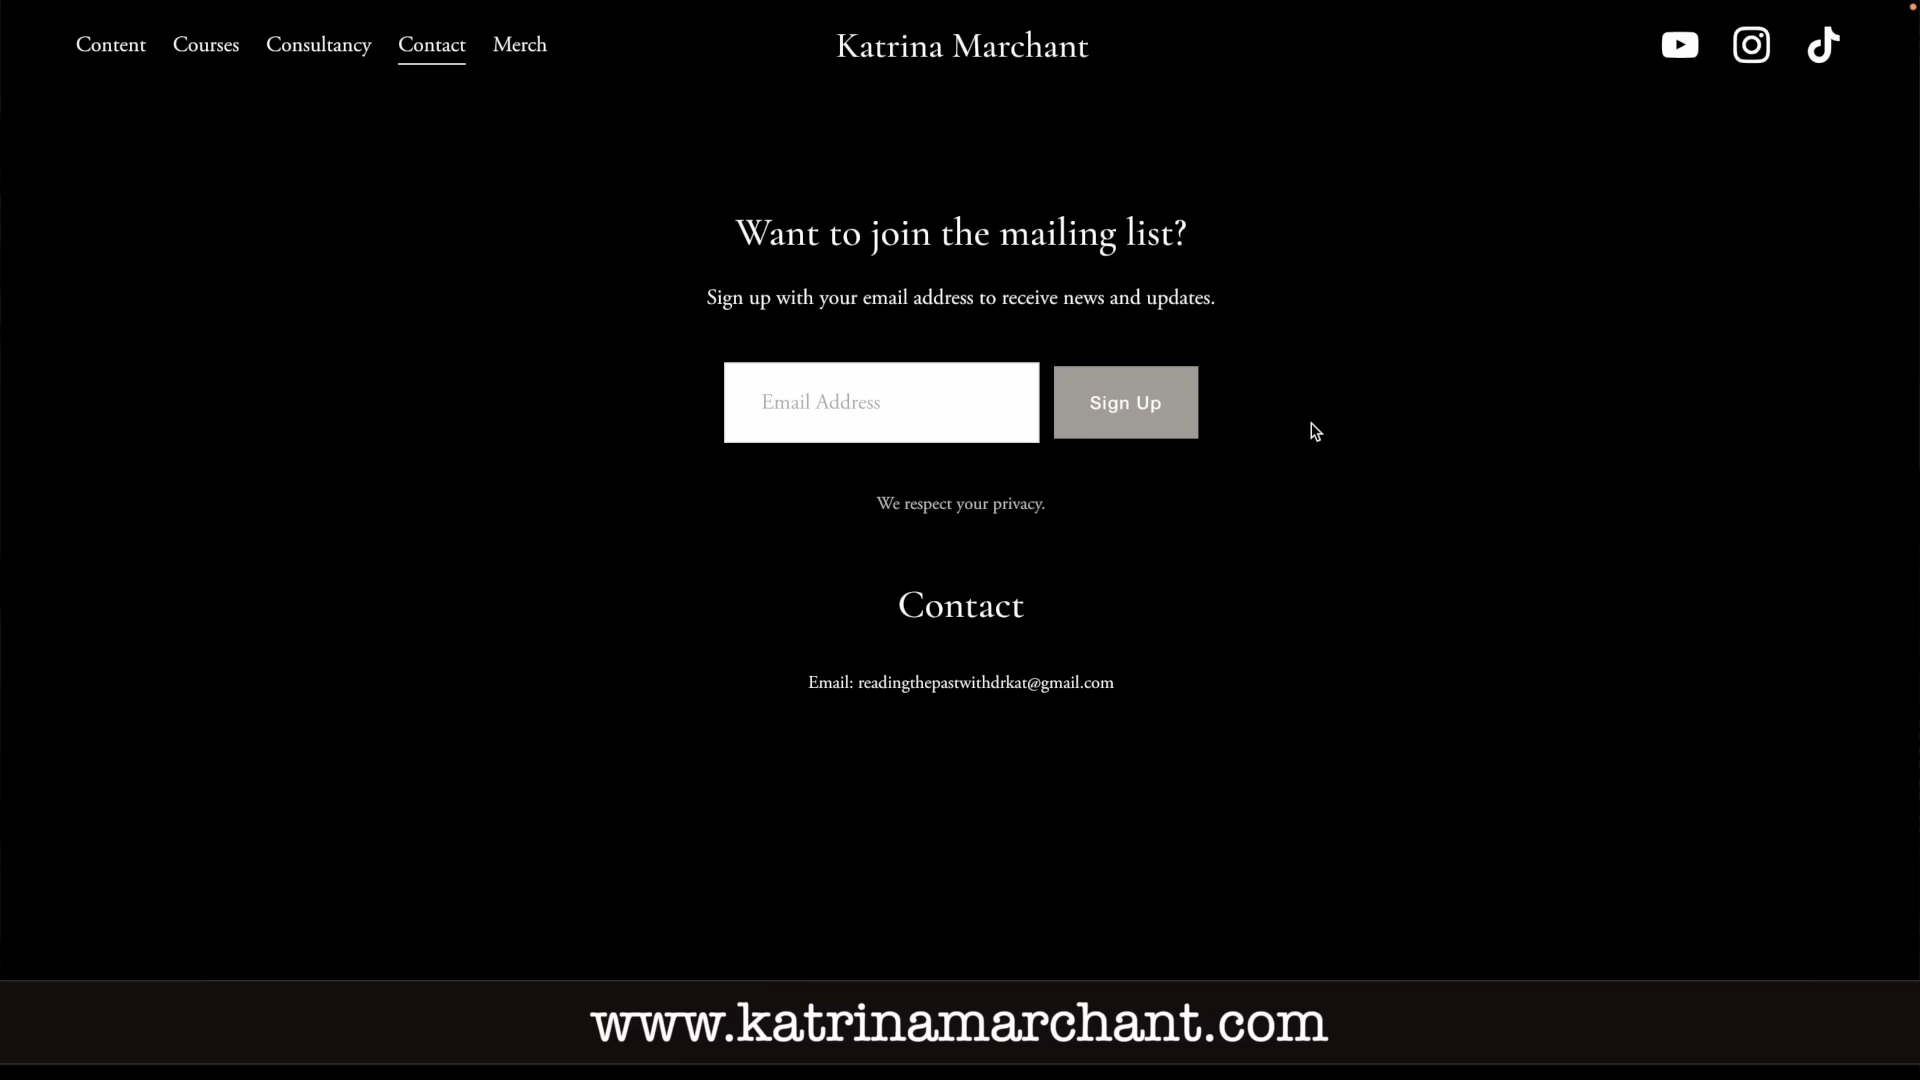 Content Courses Consultancy Contact Merch
Katrina Marchant
Want to join the mailing list?
Sign up with your email address to receive news and updates.
Email Address
Sign Up
We respect your privacy.
Contact
Email: readingthepastwithdrkat@gmail.com
www.katrinamarchant.com